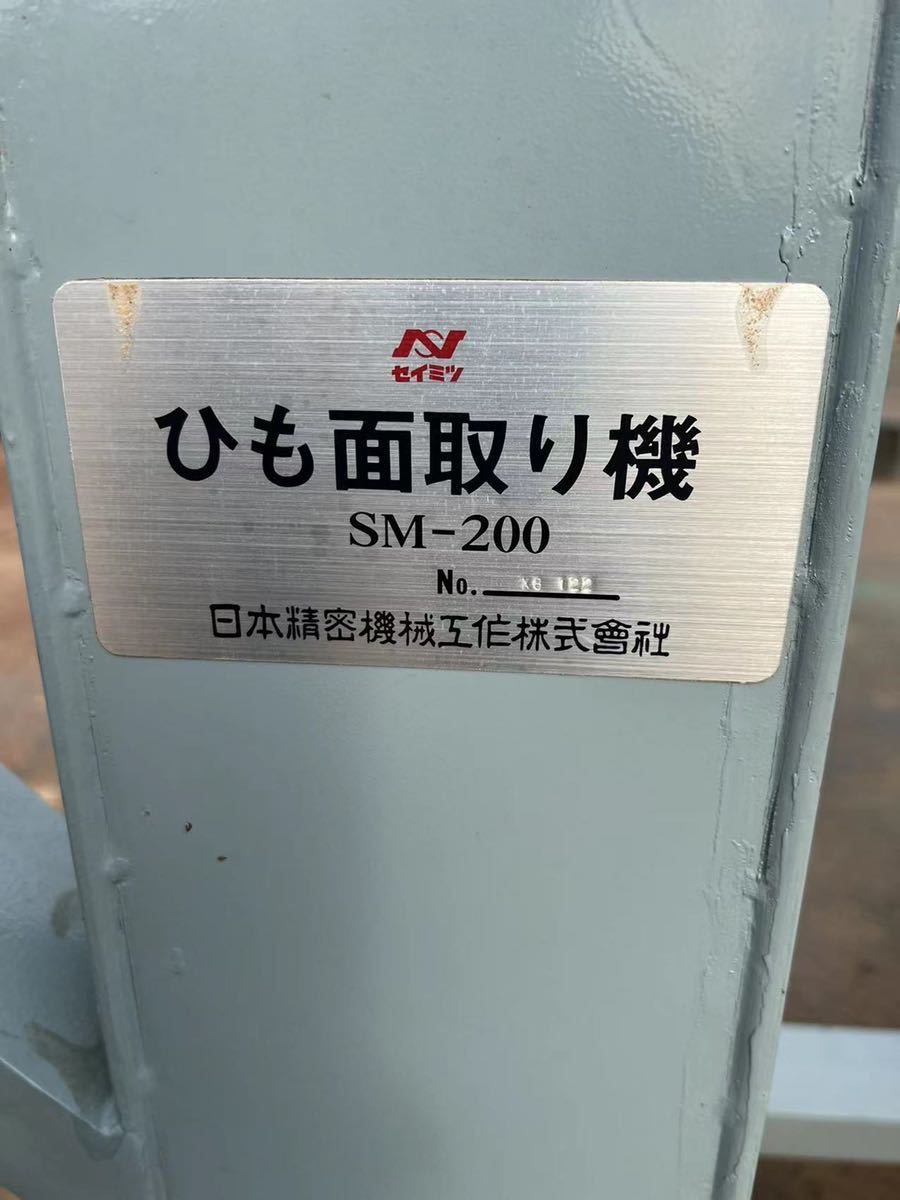 セイミツ
ひも面取り機
SM-200
No.
日本精密機械工作株式會社